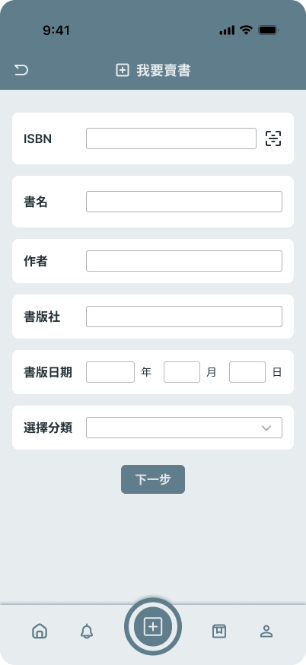 9:41
我要賣書
ISBN
書名
作者
書版社
書版日期 年 月 日
選擇分類
下一步